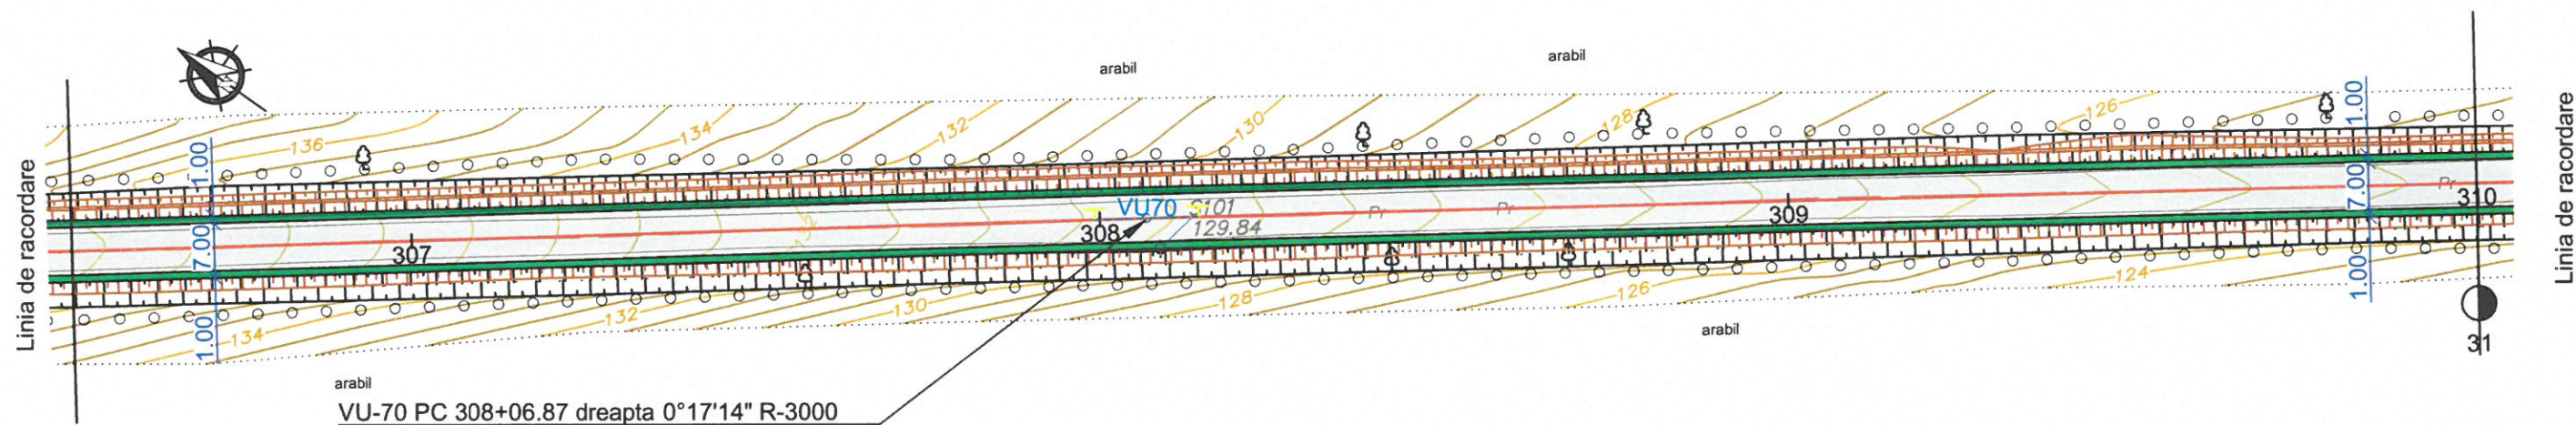 arabil
arabil
136
134
132
130
128
126
1.00
1.00
Linia de racordare
Linia de racordare
7.00
7.00
307
132
308
VU70
S101
129.84
Pr
Pr
309
Pr
310
1.00
1.00
134
132
130
128
126
124
arabil
31
arabil
VU-70 PC 308+06.87 dreapta 0°17'14" R-3000